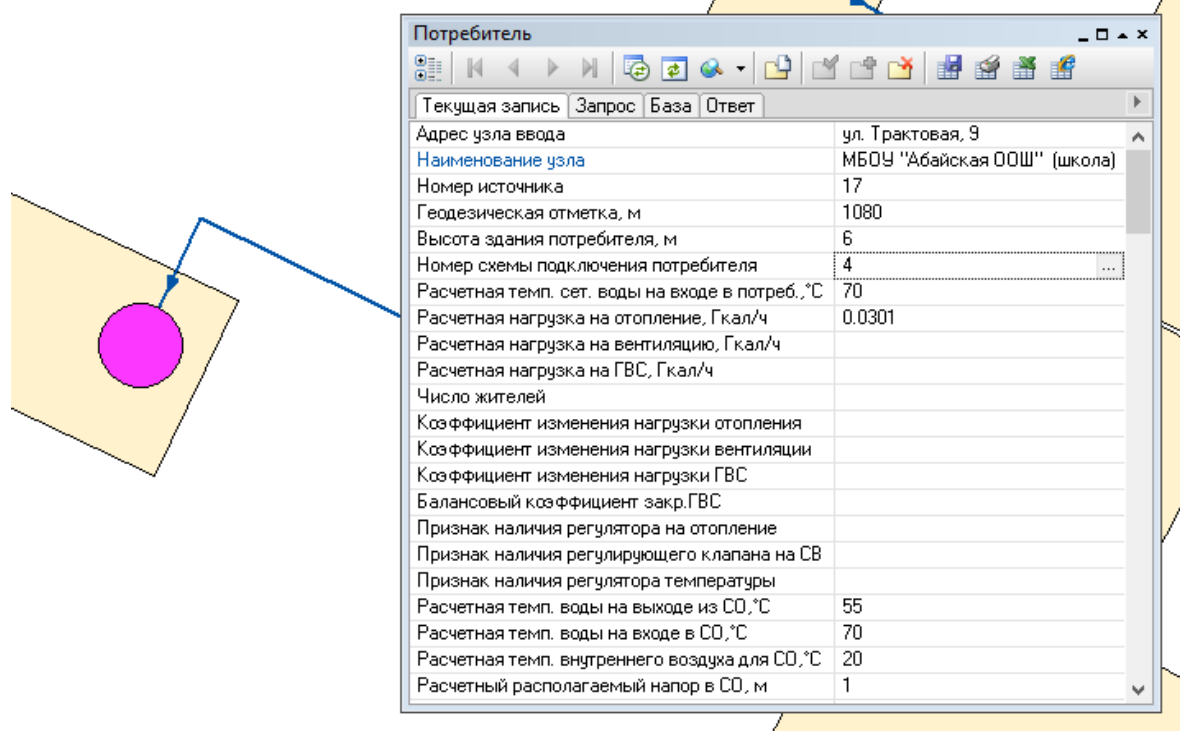 Потребитель
Текущая запись Запрос База Ответ
Адрес узла ввода ул. Трактовая, 9
Наименование узла МБОУ "Абайская ООШ" (школа)
Номер источника 17
Геодезическая отметка, м 1080
Высота здания потребителя, м 6
Номер схемы подключения потребителя 4 ...
Расчетная темп. сет. воды на входе в потреб.,°C 70
Расчетная нагрузка на отопление, Гкал/ч 0.0301
Расчетная нагрузка на вентиляцию, Гкал/ч
Расчетная нагрузка на ГВС, Гкал/ч
Число жителей
Коэффициент изменения нагрузки отопления
Коэффициент изменения нагрузки вентиляции
Коэффициент изменения нагрузки ГВС
Балансовый коэффициент закр.ГВС
Признак наличия регулятора на отопление
Признак наличия регулирующего клапана на СВ
Признак наличия регулятора температуры
Расчетная темп. воды на выходе из СО,°C 55
Расчетная темп. воды на входе в СО,°C 70
Расчетная темп. внутреннего воздуха для СО,°C 20
Расчетный располагаемый напор в СО, м 1